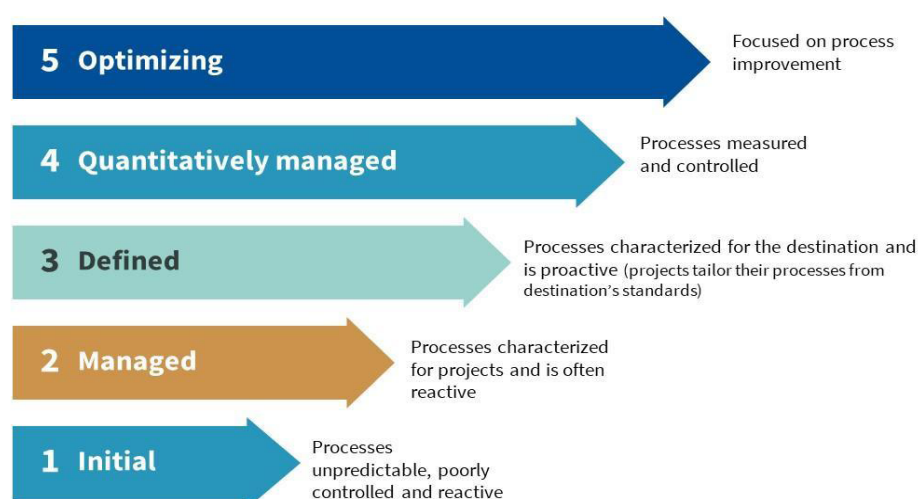 5 Optimizing
Focused on process
improvement
4 Quantitatively managed
Processes measured
and controlled
3 Defined
Processes characterized for the destination and
is proactive (projects tailor their processes from
destination's standards)
2 Managed
Processes characterized
for projects and is often
reactive
1 Initial
Processes
unpredictable, poorly
controlled and reactive